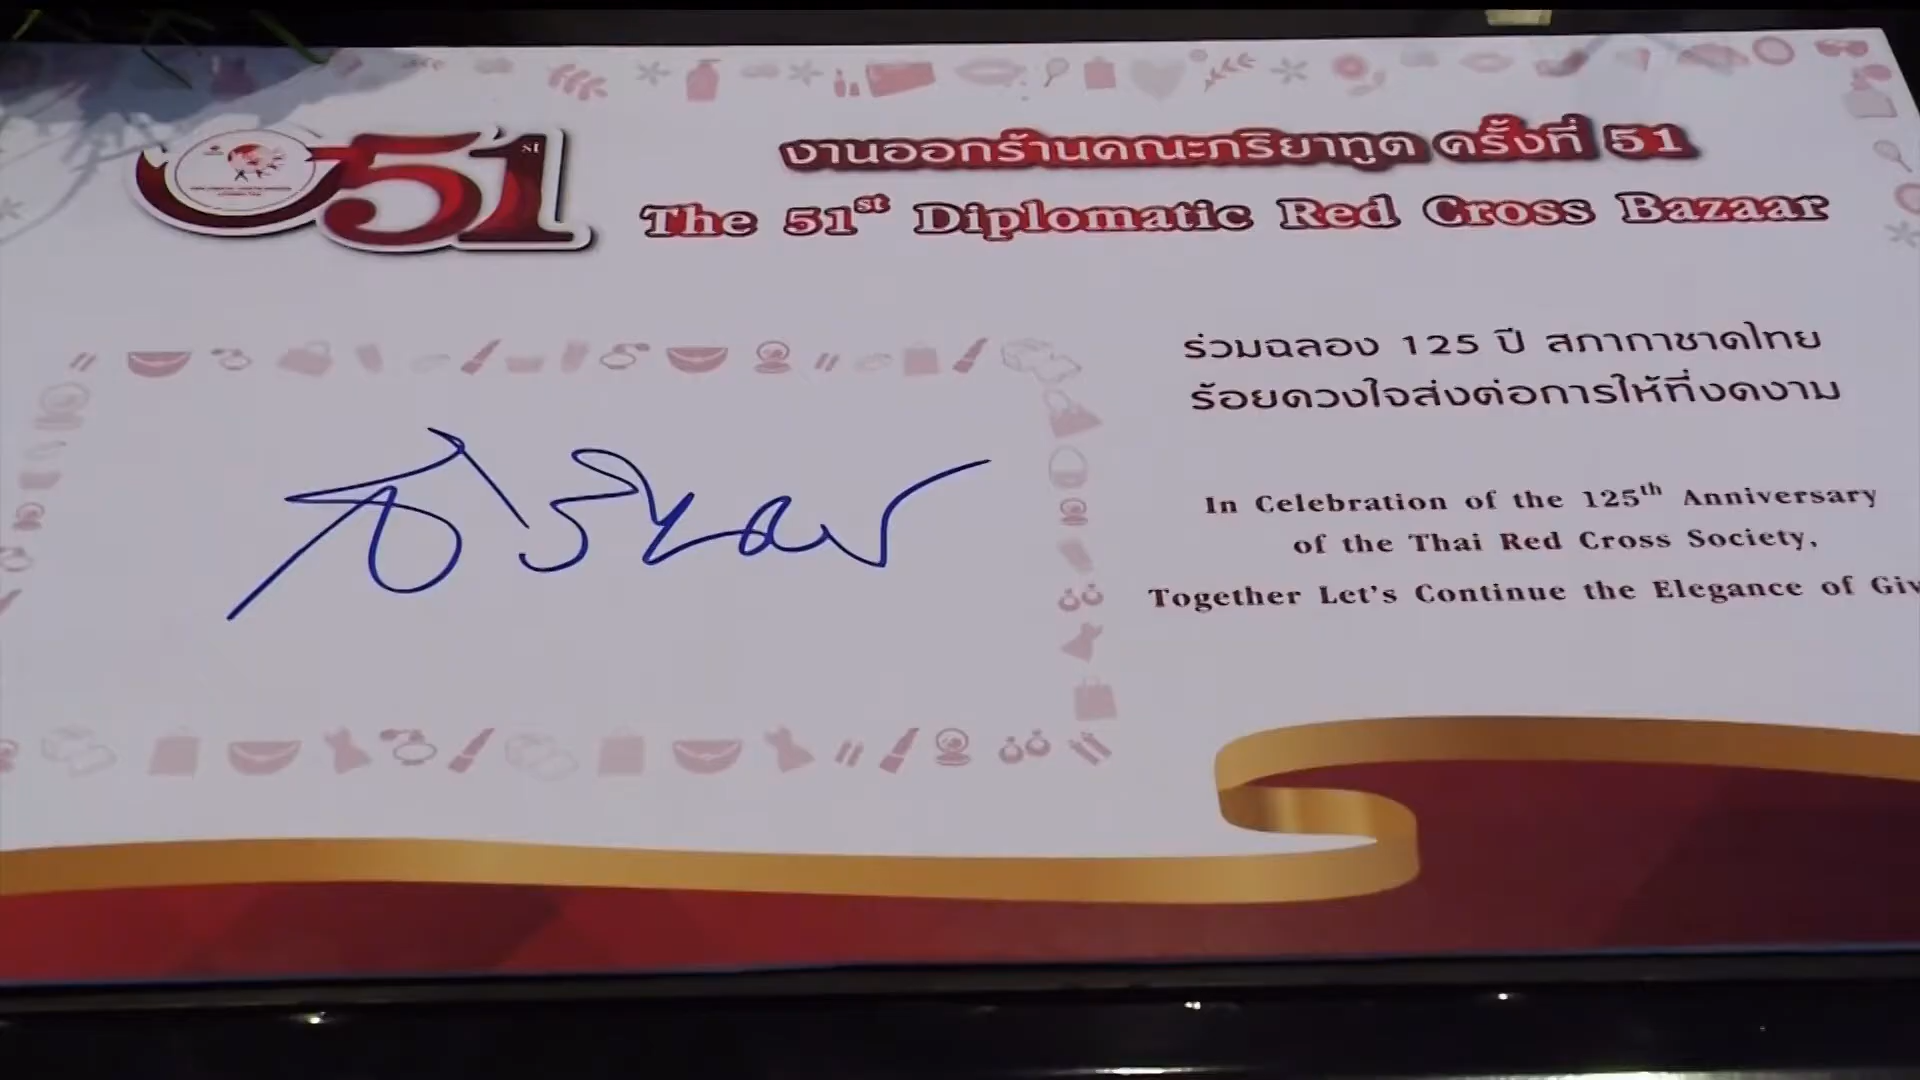 51 ST
งานออกร้านคณะภริยาทูต ครั้งที่ 51
The 51st Diplomatic Red Cross Bazaar
ร่วมฉลอง 125 ปี สภากาชาดไทย
ร้อยดวงใจส่งต่อการให้ที่งดงาม
In Celebration of the 125th Anniversary
of the Thai Red Cross Society,
Together Let's Continue the Elegance of Giv